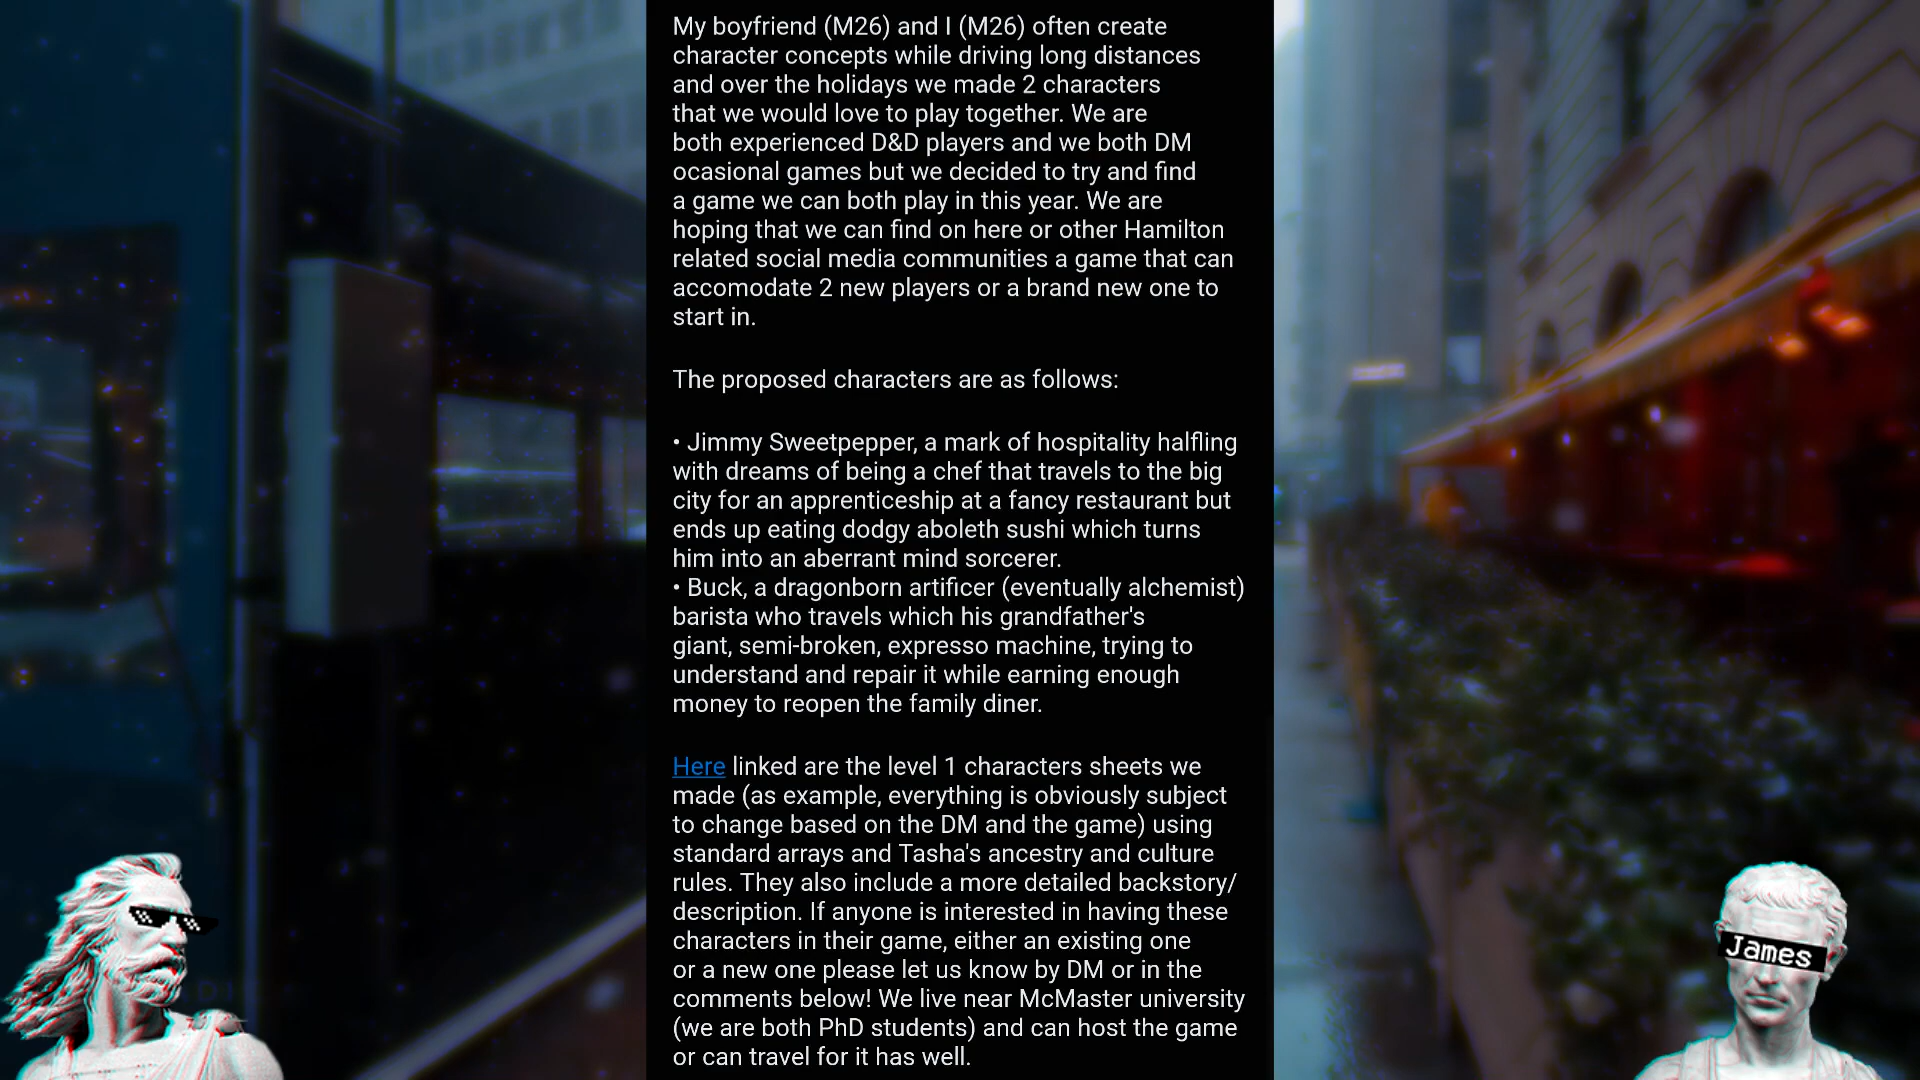 My boyfriend (M26) and I (M26) often create
character concepts while driving long distances
and over the holidays we made 2 characters
that we would love to play together. We are
both experienced D&D players and we both DM
ocasional games but we decided to try and find
a game we can both play in this year. We are
hoping that we can find on here or other Hamilton
related social media communities a game that can
accomodate 2 new players or a brand new one to
start in.
The proposed characters are as follows:
• Jimmy Sweetpepper, a mark of hospitality halfling
with dreams of being a chef that travels to the big
city for an apprenticeship at a fancy restaurant but
ends up eating dodgy aboleth sushi which turns
him into an aberrant mind sorcerer.
• Buck, a dragonborn artificer (eventually alchemist)
barista who travels which his grandfather's
giant, semi-broken, expresso machine, trying to
understand and repair it while earning enough
money to reopen the family diner.
Here linked are the level 1 characters sheets we
made (as example, everything is obviously subject
to change based on the DM and the game) using
standard arrays and Tasha's ancestry and culture
rules. They also include a more detailed backstory/
description. If anyone is interested in having these
characters in their game, either an existing one
or a new one please let us know by DM or in the
comments below! We live near McMaster university
(we are both PhD students) and can host the game
or can travel for it has well.
James